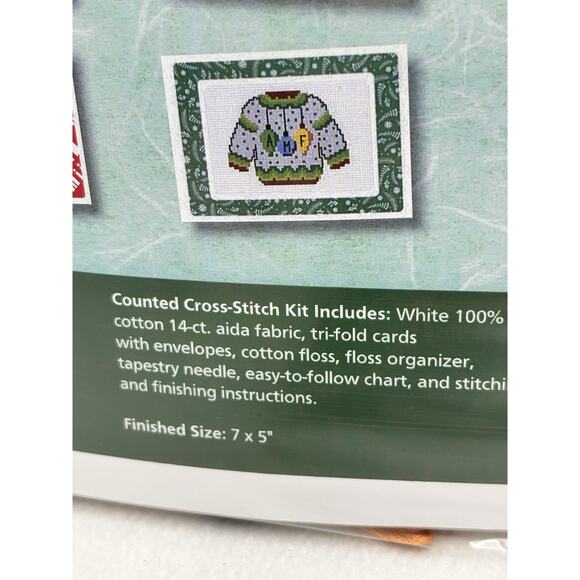 A M F
Counted Cross-Stitch Kit Includes: White 100%
cotton 14-ct. aida fabric, tri-fold cards
with envelopes, cotton floss, floss organizer,
tapestry needle, easy-to-follow chart, and stitchi
and finishing instructions.
Finished Size: 7 x 5"